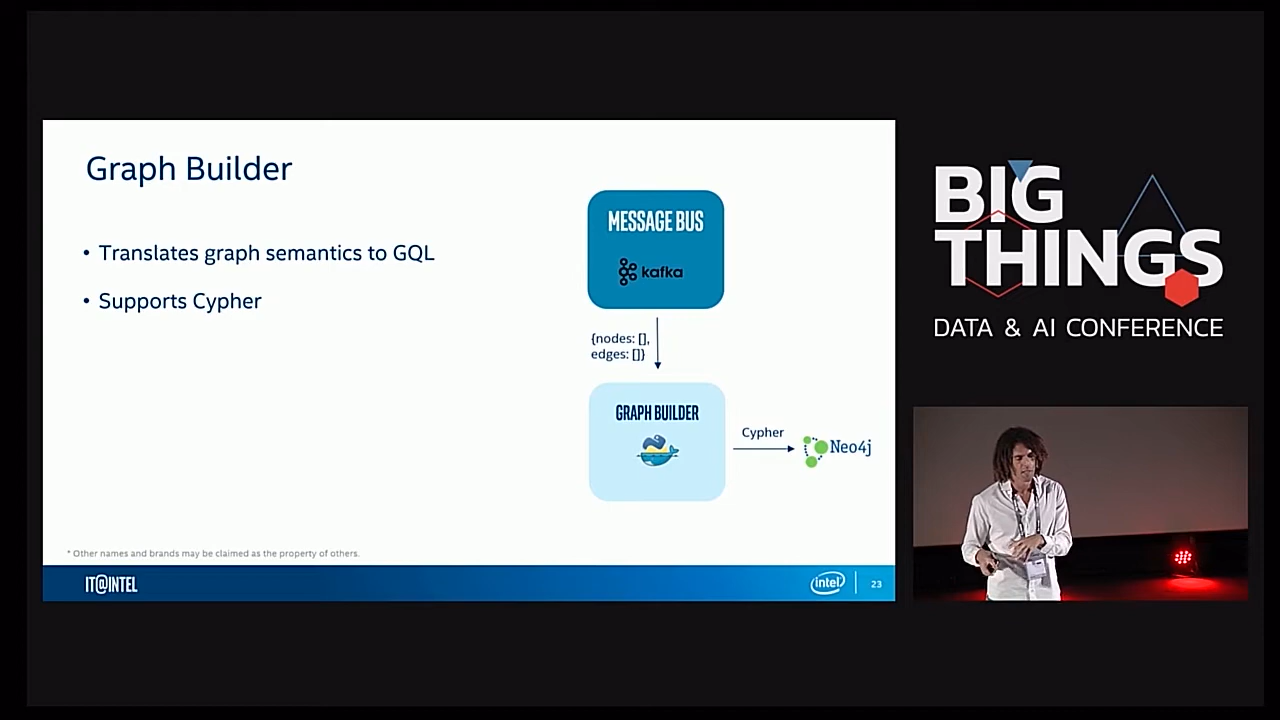 Graph Builder
• Translates graph semantics to GQL
• Supports Cypher
MESSAGE BUS
kafka
{nodes: [],
edges: []}
GRAPH BUILDER
Cypher
Neo4j
* Other names and brands may be claimed as the property of others.
IT@INTEL
intel
23
BIG
THINGS
DATA & AI CONFERENCE